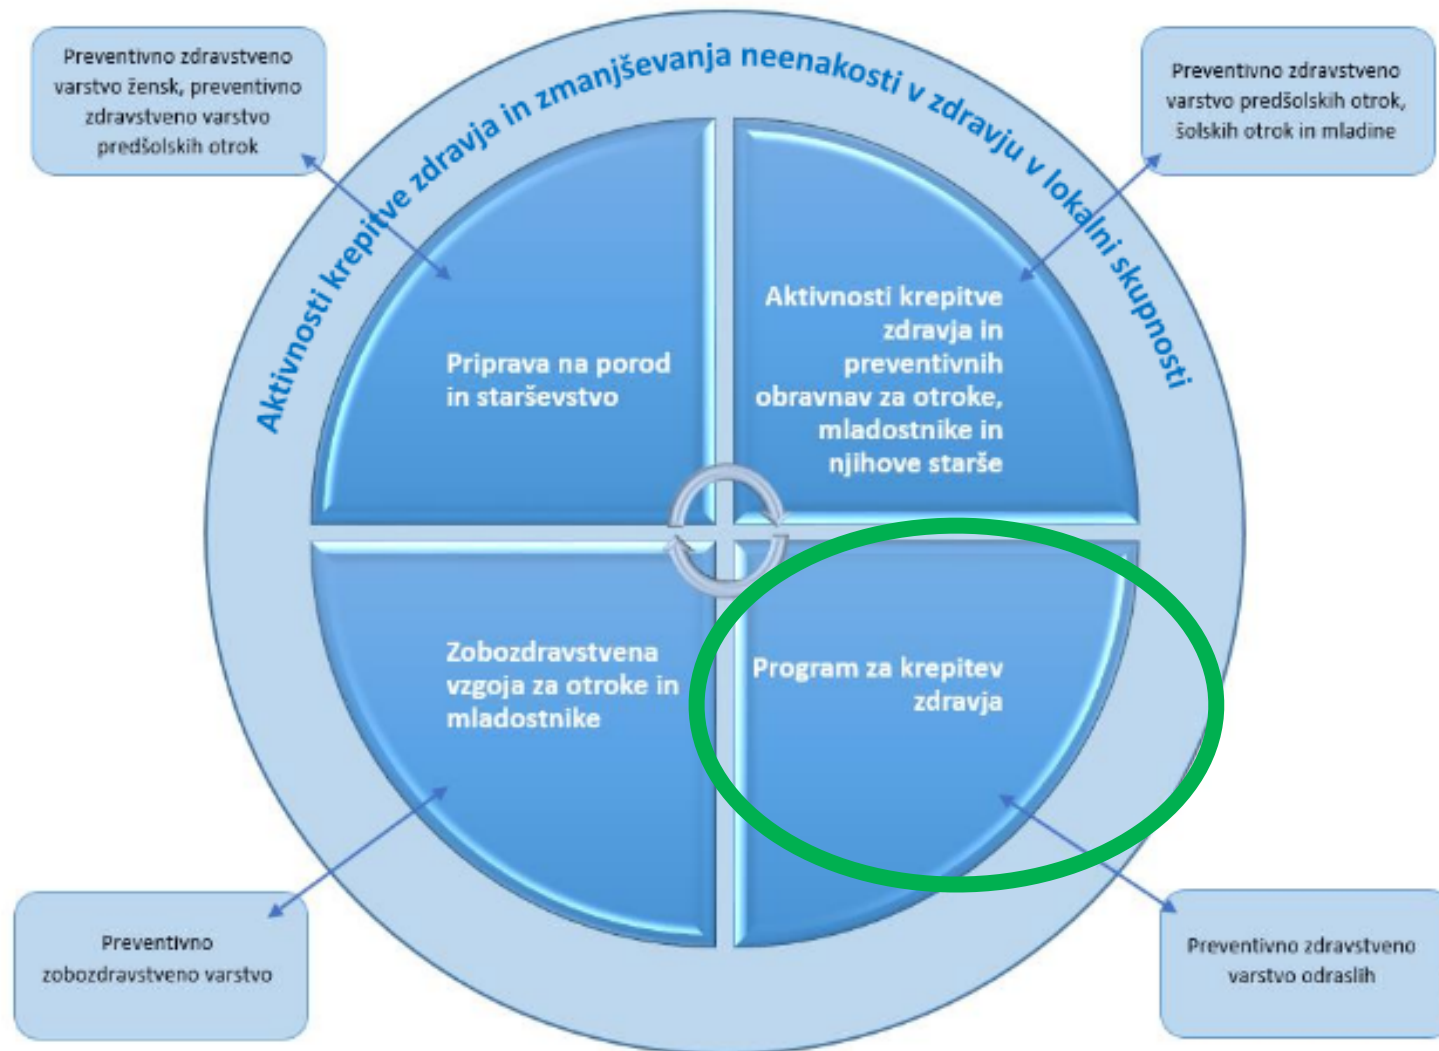 Aktivnosti krepitve zdravja in zmanjševanja neenakosti v zdravju v lokalni skupnosti
Preventivno zdravstveno
varstvo žensk, preventivno
zdravstveno varstvo
predšolskih otrok
Preventivno zdravstveno
varstvo predšolskih otrok,
šolskih otrok in mladine
Priprava na porod
in starševstvo
Aktivnosti krepitve
zdravja in
preventivnih
obravnav za otroke,
mladostnike in
njihove starše
Zobozdravstvena
vzgoja za otroke in
mladostnike
Program za krepitev
zdravja
Preventivno
zobozdravstveno varstvo
Preventivno zdravstveno
varstvo odraslih